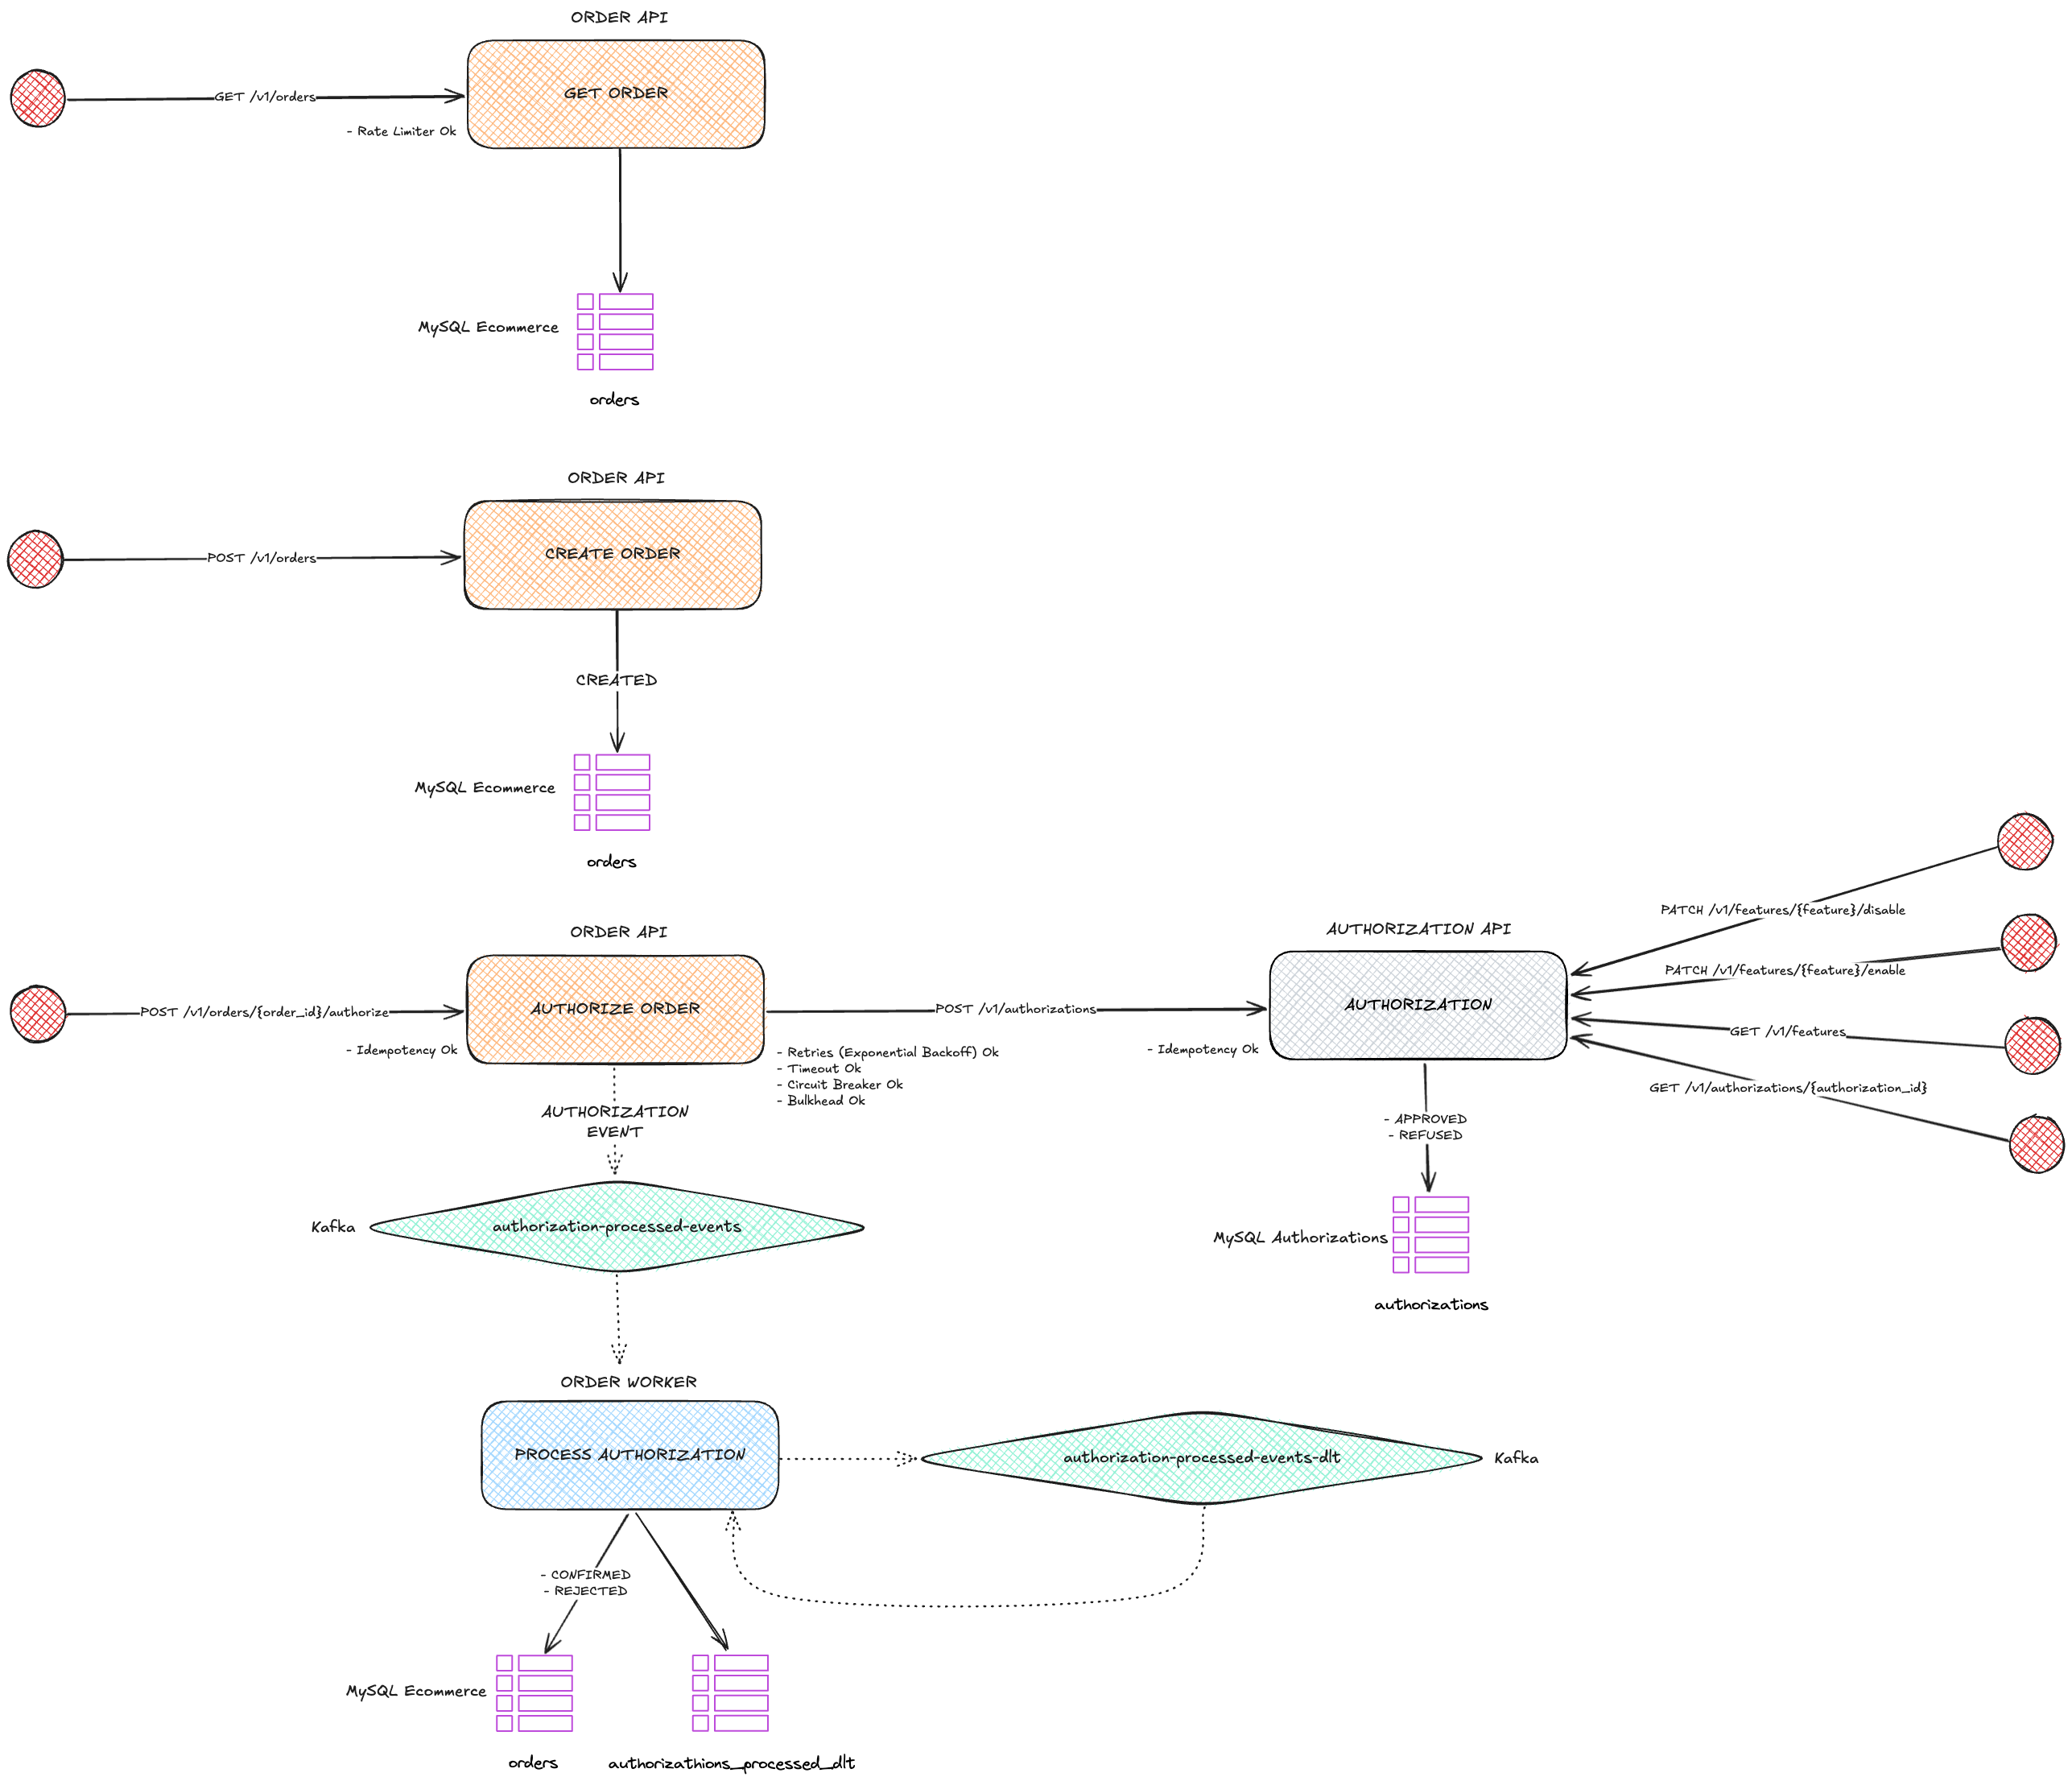 ORDER API
GET ORDER
GET /v1/orders
- Rate Limiter Ok
MySQL Ecommerce
orders
ORDER API
CREATE ORDER
POST /v1/orders
CREATED
MySQL Ecommerce
orders
ORDER API
AUTHORIZE ORDER
POST /v1/orders/{order_id}/authorize
- Idempotency Ok
POST /v1/authorizations
- Retries (Exponential Backoff) Ok
- Timeout Ok
- Circuit Breaker Ok
- Bulkhead Ok
- Idempotency Ok
AUTHORIZATION API
AUTHORIZATION
PATCH /v1/features/{feature}/disable
PATCH /v1/features/{feature}/enable
GET /v1/features
GET /v1/authorizations/{authorization_id}
- APPROVED
- REFUSED
MySQL Authorizations
authorizations
AUTHORIZATION
EVENT
Kafka
authorization-processed-events
ORDER WORKER
PROCESS AUTHORIZATION
authorization-processed-events-dlt
Kafka
- CONFIRMED
- REJECTED
MySQL Ecommerce
orders
authorizathions_processed_dlt